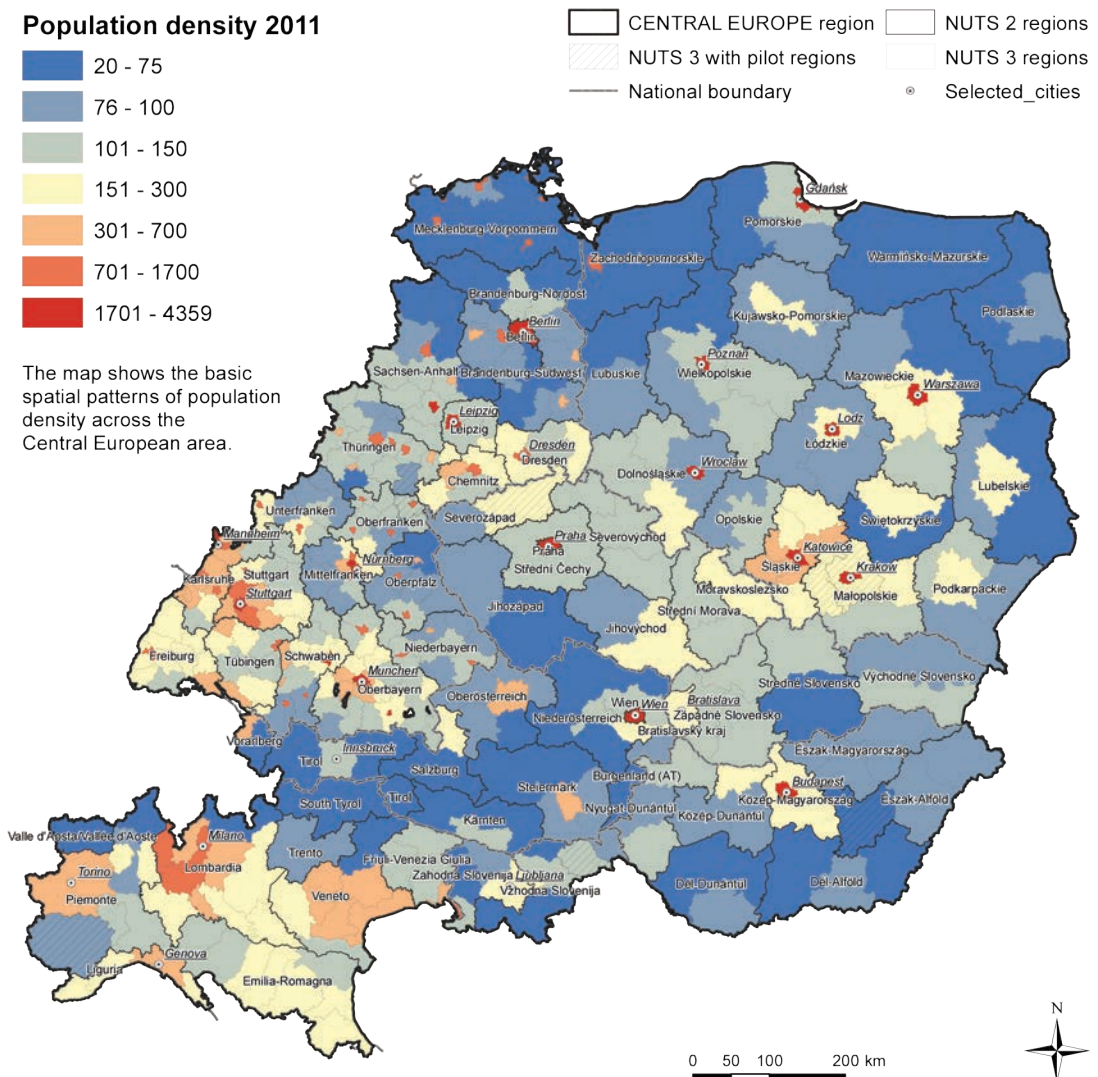 Population density 2011
20 - 75
76 - 100
101 - 150
151 - 300
301 - 700
701 - 1700
1701 - 4359
The map shows the basic
spatial patterns of population
density across the
Central European area.
CENTRAL EUROPE region
NUTS 2 regions
NUTS 3 with pilot regions
NUTS 3 regions
National boundary
Selected_cities
Gdańsk
Pomorskie
Mecklenburg-Vorpommern
Zachodniopomorskie
Warmińsko-Mazurskie
Brandenburg-Nordost
Podlaskie
Kujawsko-Pomorskie
Berlin
Berlin
Poznań
Sachsen-Anhalt
Brandenburg-Südwest
Lubuskie
Wielkopolskie
Mazowieckie
Warszawa
Leipzig
Leipzig
Lodz
Łódzkie
Thüringen
Dresden
Dresden
Dolnośląskie
Wrocław
Chemnitz
Lubelskie
Unterfranken
Oberfranken
Severozápad
Opolskie
Świętokrzyskie
Mannheim
Praha
Praha
Severovýchod
Katowice
Śląskie
Nürnberg
Mittelfranken
Oberpfalz
Střední Čechy
Kraków
Małopolskie
Podkarpackie
Karlsruhe
Stuttgart
Stuttgart
Moravskoslezsko
Jihozápad
Střední Morava
Jihovýchod
Freiburg
Tübingen
Schwaben
Niederbayern
Munchen
Oberbayern
Oberösterreich
Stredné Slovensko
Východné Slovensko
Wien
Wien
Bratislava
Niederösterreich
Západné Slovensko
Bratislavský kraj
Vorarlberg
Innsbruck
Tirol
Salzburg
Észak-Magyarország
Burgenland (AT)
Steiermark
Budapest
Közép-Magyarország
Észak-Alföld
South Tyrol
Tirol
Nyugat-Dunántúl
Közép-Dunántúl
Kärnten
Valle d'Aosta/Vallée d'Aoste
Milano
Lombardia
Trento
Friuli-Venezia Giulia
Zahodna Slovenija
Ljubljana
Vzhodna Slovenija
Dél-Dunántúl
Dél-Alföld
Torino
Piemonte
Veneto
Genova
Liguria
Emilia-Romagna
N
0 50 100 200 km